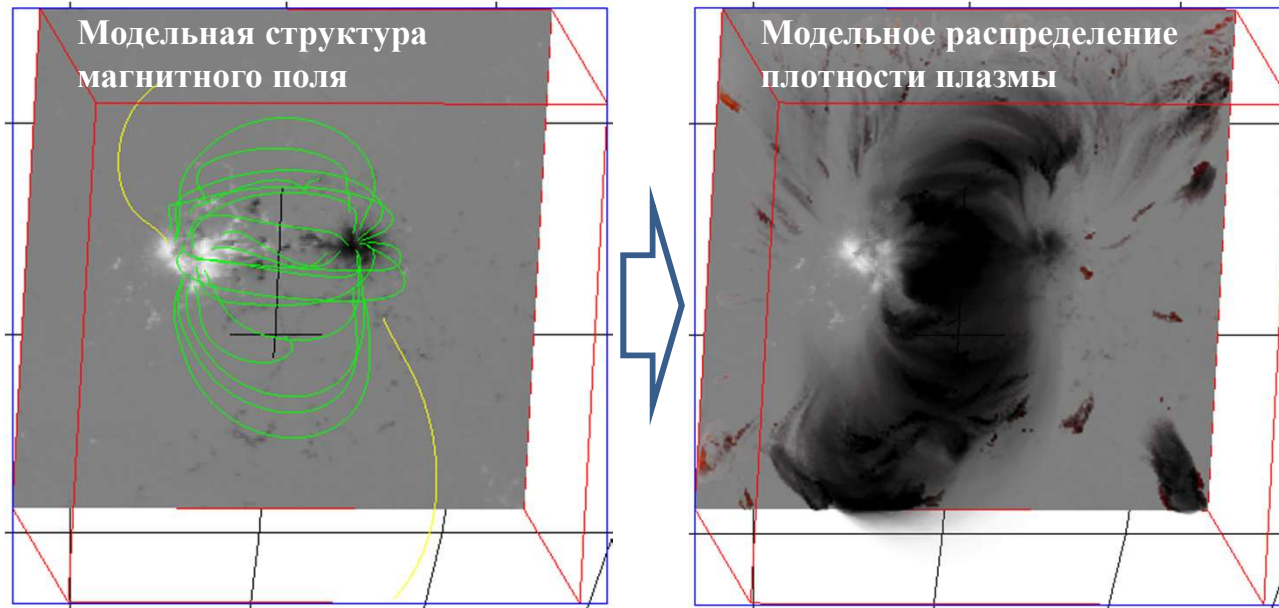 Модельная структура
магнитного поля
Модельное распределение
плотности плазмы